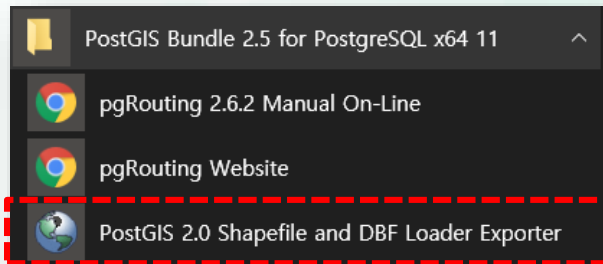 PostGIS Bundle 2.5 for PostgreSQL x64 11
pgRouting 2.6.2 Manual On-Line
pgRouting Website
PostGIS 2.0 Shapefile and DBF Loader Exporter